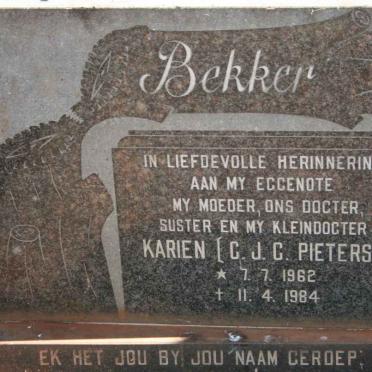 Bekker
IN LIEFDEVOLLE HERINNERIN
AAN MY EGGENOTE
MY MOEDER, ONS DOGTER,
SUSTER EN MY KLEINDOGTER
KARIEN [C. J. C. PIETERS
★ 7. 7. 1962
✝ 11. 4. 1984
EK HET JOU BY JOU NAAM GEROEP;